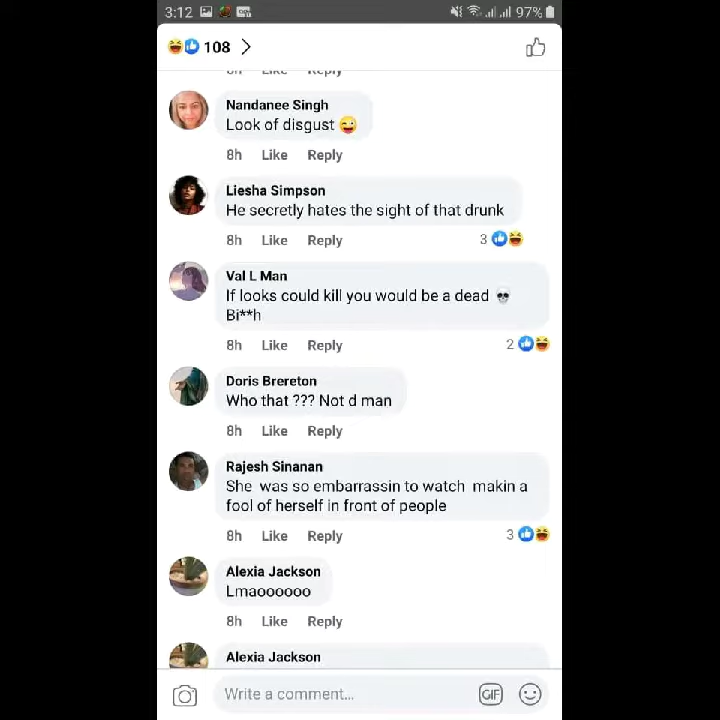 3:12 97%
108
8h Like Reply
Nandanee Singh
Look of disgust 😜
8h Like Reply
Liesha Simpson
He secretly hates the sight of that drunk
8h Like Reply 3
Val L Man
If looks could kill you would be a dead 💀
Bi**h
8h Like Reply 2
Doris Brereton
Who that ??? Not d man
8h Like Reply
Rajesh Sinanan
She was so embarrassin to watch makin a
fool of herself in front of people
8h Like Reply 3
Alexia Jackson
Lmaoooooo
8h Like Reply
Alexia Jackson
Write a comment...
GIF